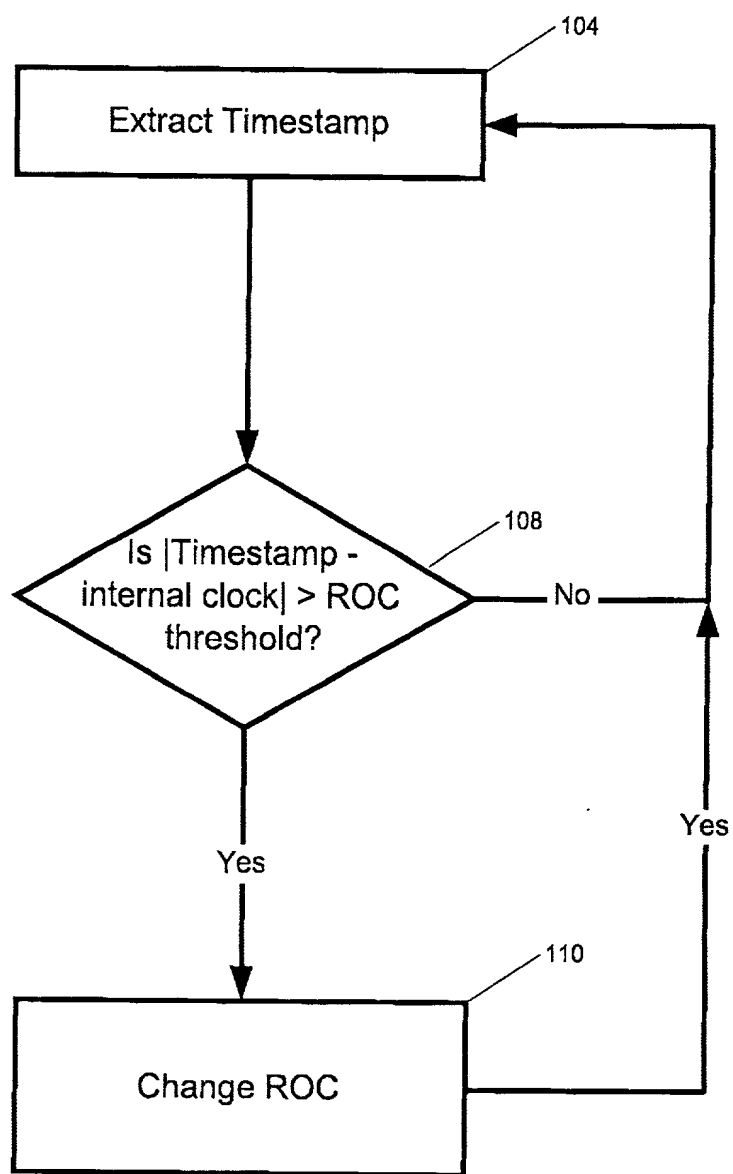 104
Extract Timestamp
108
Is |Timestamp -
internal clock| > ROC
threshold?
No
Yes
Yes
110
Change ROC